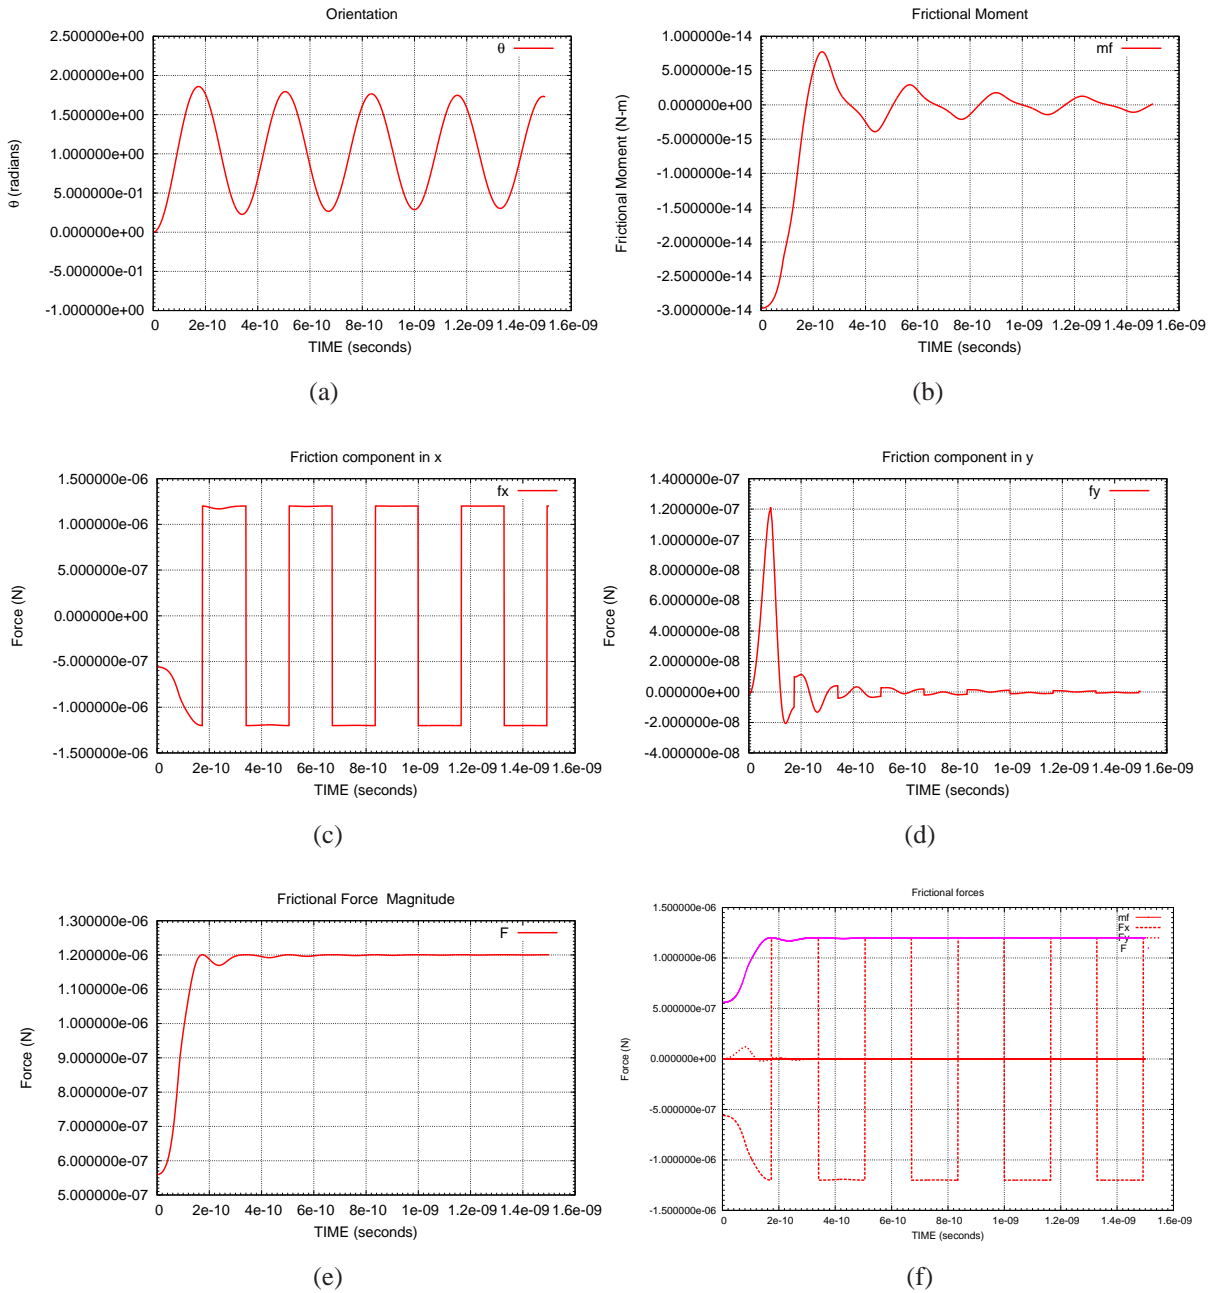 Orientation
2.500000e+00
2.000000e+00
1.500000e+00
1.000000e+00
5.000000e-01
0.000000e+00
-5.000000e-01
-1.000000e+00
θ (radians)
θ
0 2e-10 4e-10 6e-10 8e-10 1e-09 1.2e-09 1.4e-09 1.6e-09
TIME (seconds)
(a)
Frictional Moment
1.000000e-14
5.000000e-15
0.000000e+00
-5.000000e-15
-1.000000e-14
-1.500000e-14
-2.000000e-14
-2.500000e-14
-3.000000e-14
Frictional Moment (N-m)
mf
0 2e-10 4e-10 6e-10 8e-10 1e-09 1.2e-09 1.4e-09 1.6e-09
TIME (seconds)
(b)
Friction component in x
1.500000e-06
1.000000e-06
5.000000e-07
0.000000e+00
-5.000000e-07
-1.000000e-06
-1.500000e-06
Force (N)
fx
0 2e-10 4e-10 6e-10 8e-10 1e-09 1.2e-09 1.4e-09 1.6e-09
TIME (seconds)
(c)
Friction component in y
1.400000e-07
1.200000e-07
1.000000e-07
8.000000e-08
6.000000e-08
4.000000e-08
2.000000e-08
0.000000e+00
-2.000000e-08
-4.000000e-08
Force (N)
fy
0 2e-10 4e-10 6e-10 8e-10 1e-09 1.2e-09 1.4e-09 1.6e-09
TIME (seconds)
(d)
Frictional Force Magnitude
1.300000e-06
1.200000e-06
1.100000e-06
1.000000e-06
9.000000e-07
8.000000e-07
7.000000e-07
6.000000e-07
5.000000e-07
Force (N)
F
0 2e-10 4e-10 6e-10 8e-10 1e-09 1.2e-09 1.4e-09 1.6e-09
TIME (seconds)
(e)
Frictional forces
1.500000e-06
1.000000e-06
5.000000e-07
0.000000e+00
-5.000000e-07
-1.000000e-06
-1.500000e-06
Force (N)
mf
Fx
Fy
F
0 2e-10 4e-10 6e-10 8e-10 1e-09 1.2e-09 1.4e-09 1.6e-09
TIME (seconds)
(f)